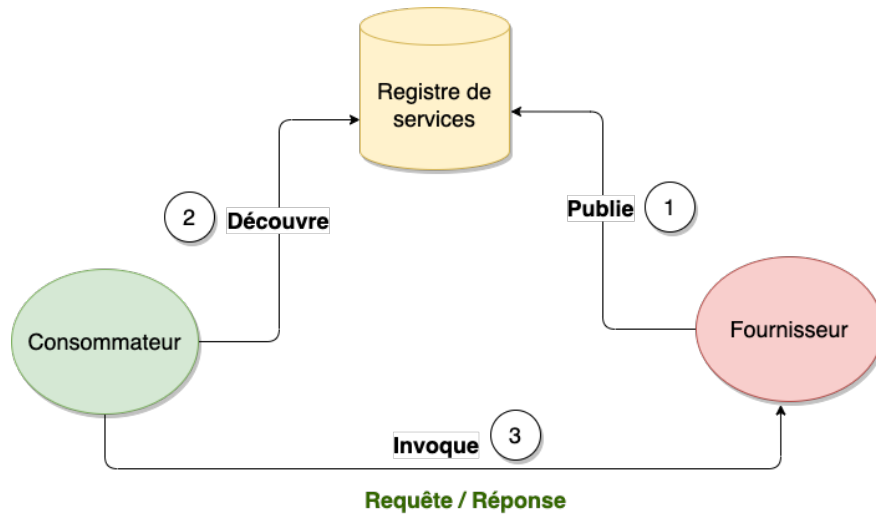 Registre de
services
2
Découvre
Publie
1
Consommateur
Fournisseur
Invoque
3
Requête / Réponse